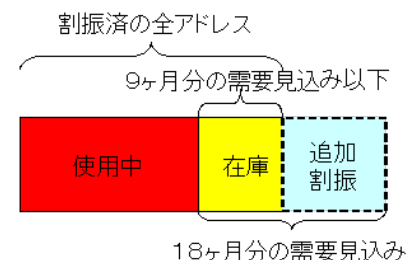 割振済の全アドレス
9ヶ月分の需要見込み以下
使用中
在庫
追加
割振
18ヶ月分の需要見込み